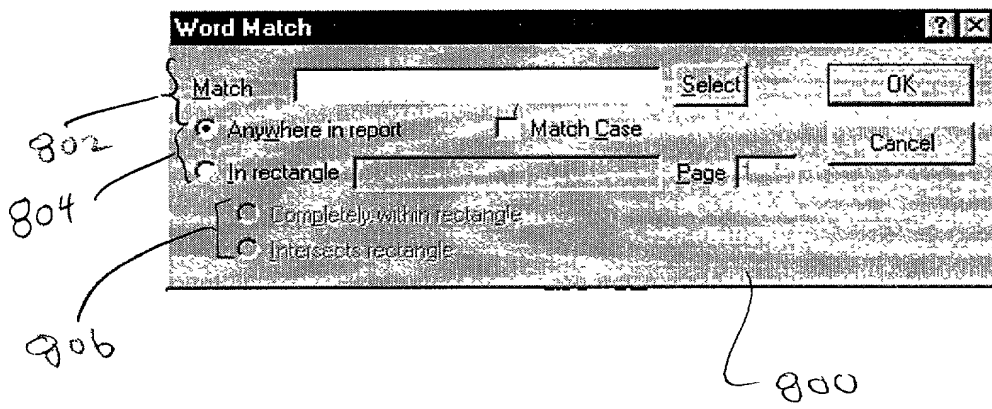 Word Match
Match Select OK
802
Anywhere in report Match Case
Cancel
In rectangle Page
804
Completely within rectangle
Intersects rectangle
806
800